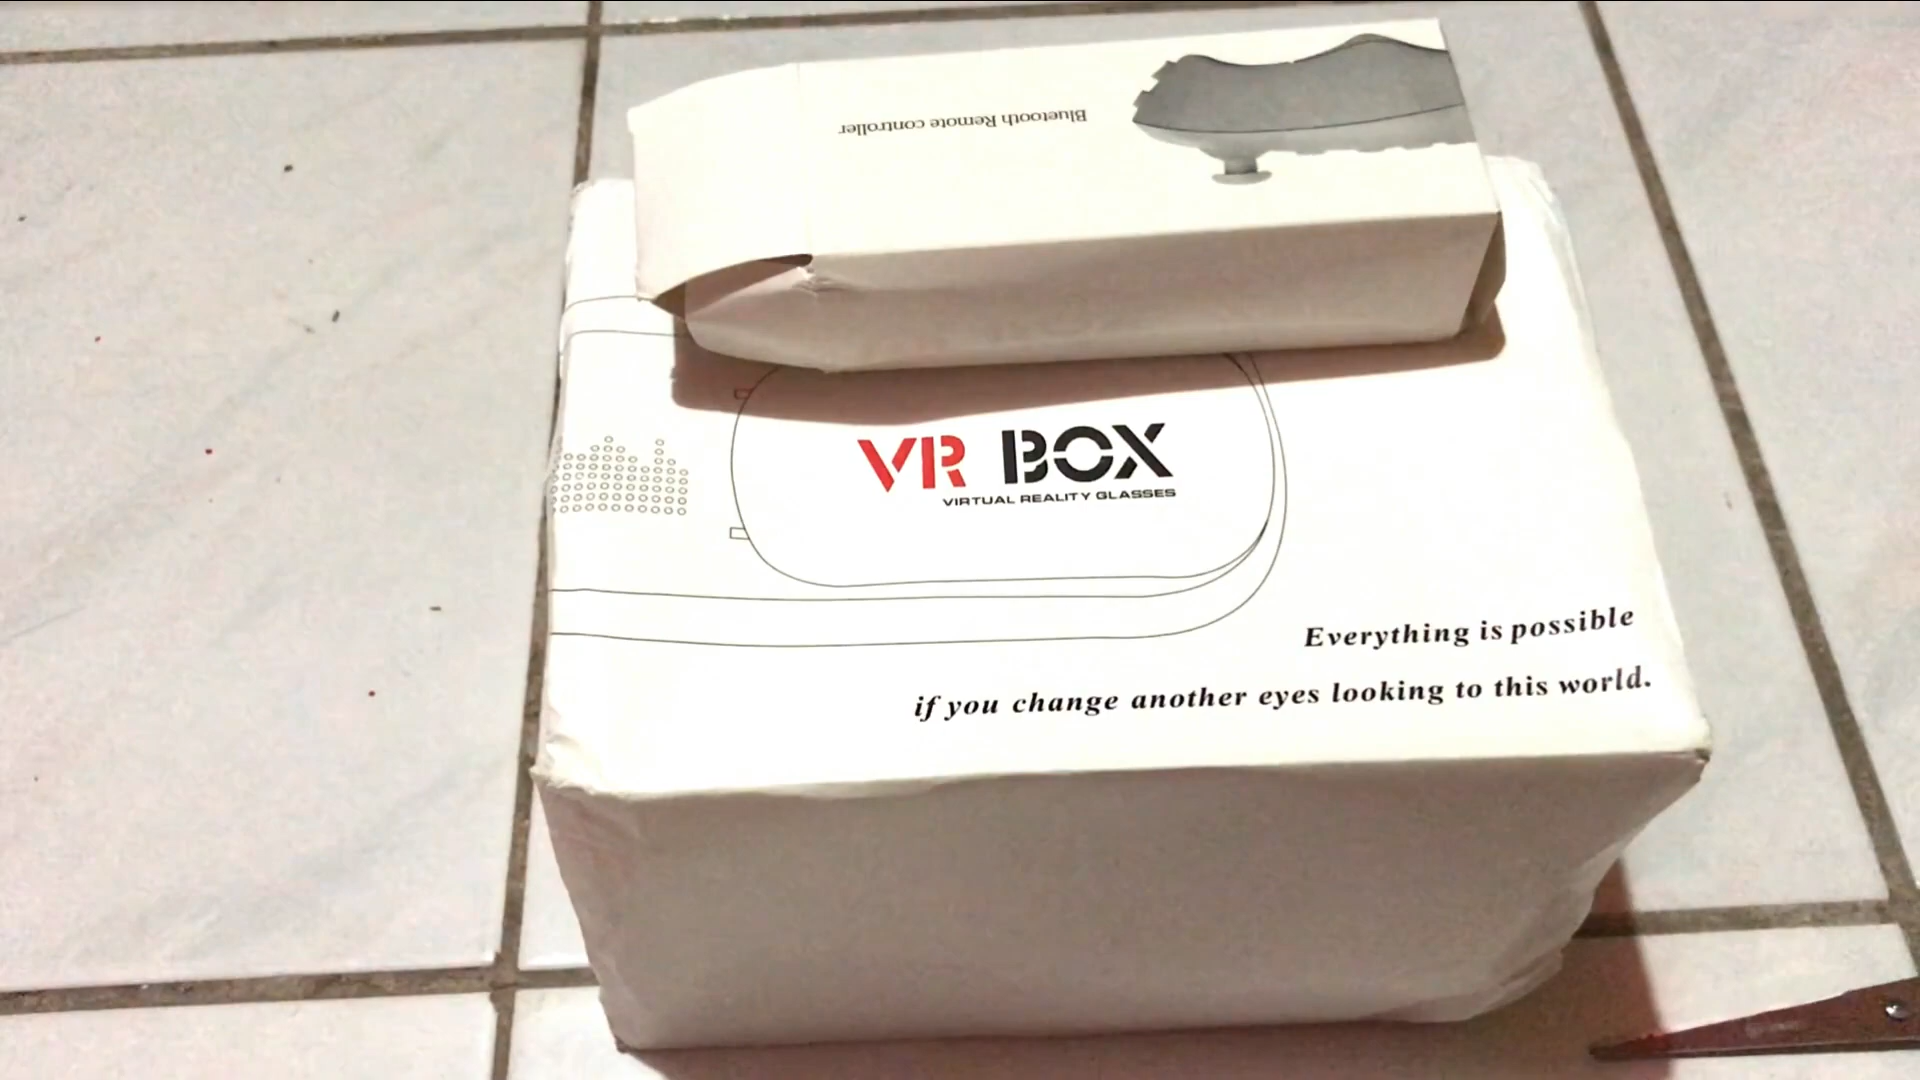 Bluetooth Remote controller
VR BOX
VIRTUAL REALITY GLASSES
Everything is possible
if you change another eyes looking to this world.